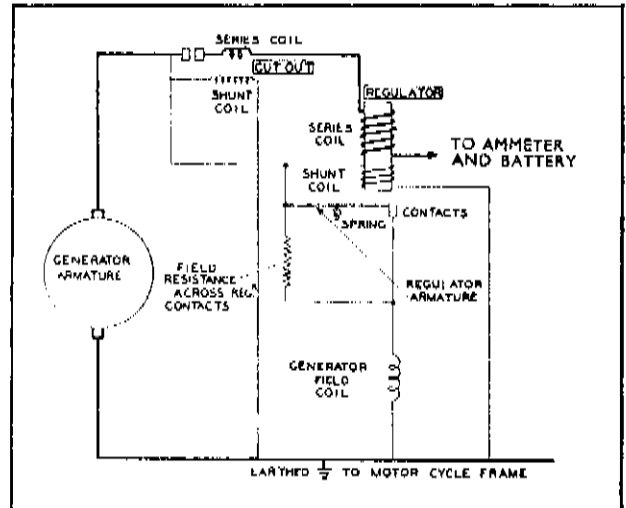 SERIES COIL
CUT OUT
SHUNT
COIL
REGULATOR
SERIES
COIL
TO AMMETER
AND BATTERY
SHUNT
COIL
CONTACTS
SPRING
GENERATOR
ARMATURE
FIELD
RESISTANCE
ACROSS REG.
CONTACTS
REGULATOR
ARMATURE
GENERATOR
FIELD
COIL
EARTHED TO MOTOR CYCLE FRAME